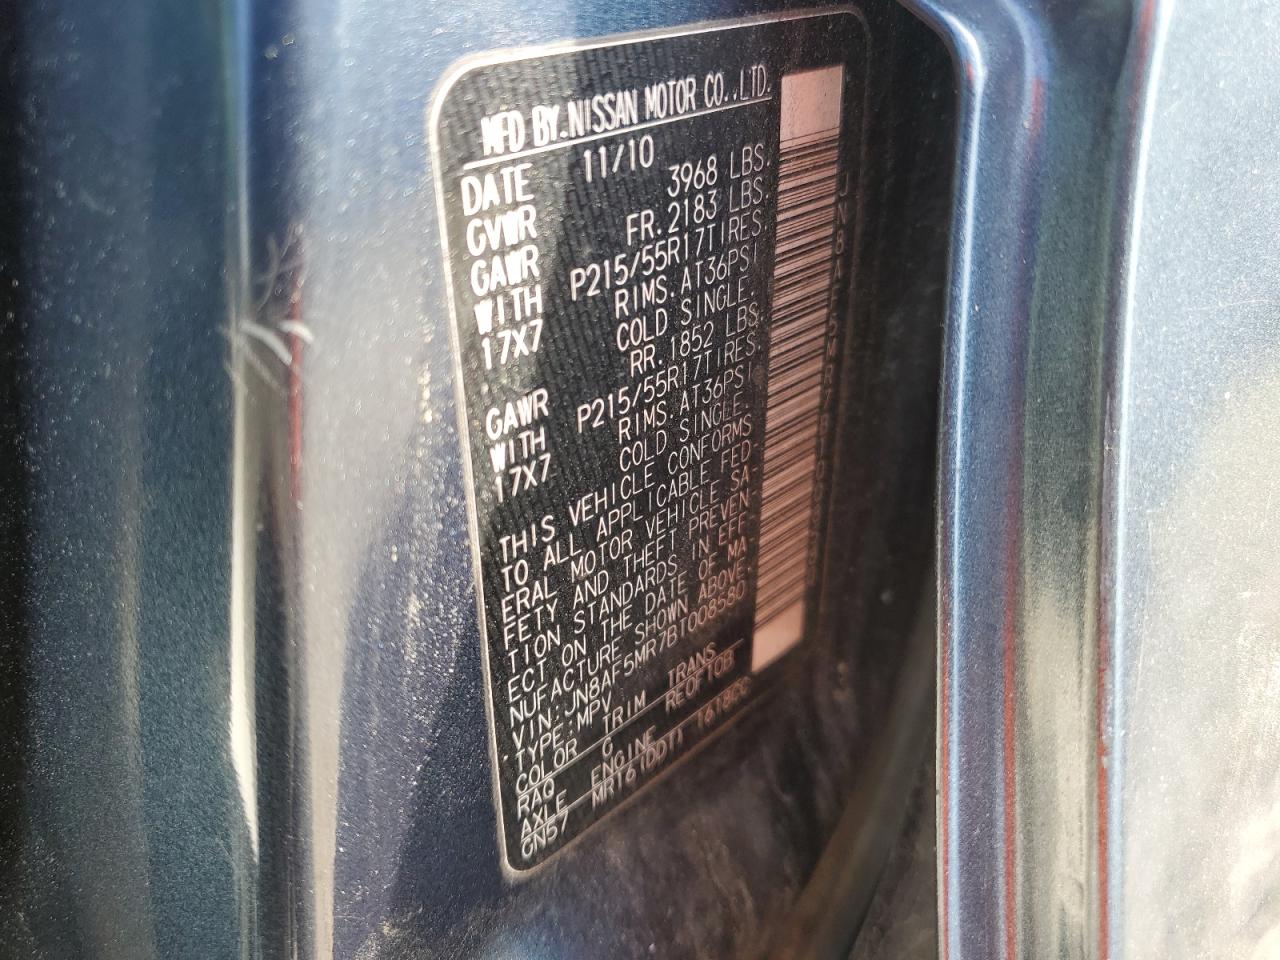 MFD BY.NISSAN MOTOR CO.,LTD.
DATE 11/10
GVWR 3968 LBS.
GAWR FR.2183 LBS.
WITH P215/55R17TIRES.
17X7 RIMS.AT36PSI
COLD SINGLE.
GAWR RR.1852 LBS.
WITH P215/55R17TIRES.
17X7 RIMS.AT36PSI
COLD SINGLE.
THIS VEHICLE CONFORMS
TO ALL APPLICABLE FED-
ERAL MOTOR VEHICLE SA-
FETY AND THEFT PREVEN-
TION STANDARDS IN EFF-
ECT ON THE DATE OF MA-
NUFACTURE SHOWN ABOVE.
VIN:JN8AF5MR7BT008580
TYPE:MPV
COLOR TRIM TRANS
RAQ G RE0F10B
AXLE ENGINE
GN57 MR16(DDT) 1618CC